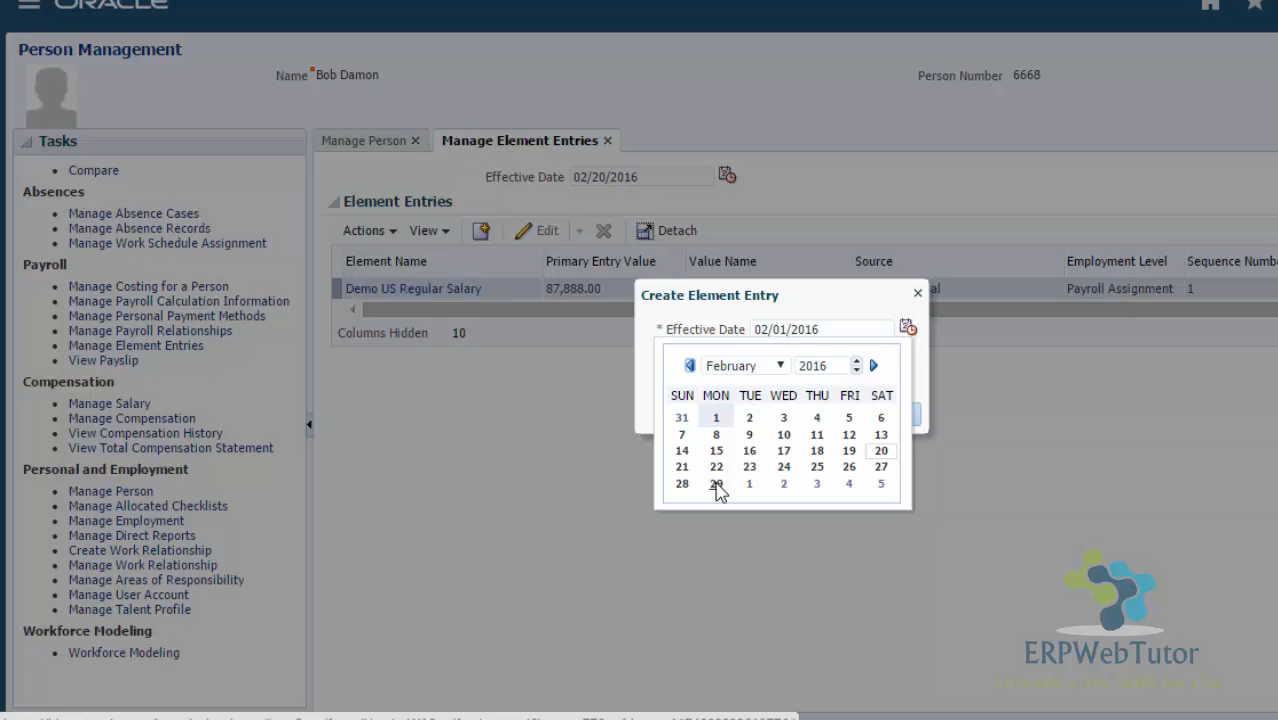 ORACLE
Person Management
Name Bob Damon
Person Number 6668
Tasks
Compare
Absences
Manage Absence Cases
Manage Absence Records
Manage Work Schedule Assignment
Payroll
Manage Costing for a Person
Manage Payroll Calculation Information
Manage Personal Payment Methods
Manage Payroll Relationships
Manage Element Entries
View Payslip
Compensation
Manage Salary
Manage Compensation
View Compensation History
View Total Compensation Statement
Personal and Employment
Manage Person
Manage Allocated Checklists
Manage Employment
Manage Direct Reports
Create Work Relationship
Manage Work Relationship
Manage Areas of Responsibility
Manage User Account
Manage Talent Profile
Workforce Modeling
Workforce Modeling
Manage Person Manage Element Entries
Effective Date 02/20/2016
Element Entries
Actions View Edit Detach
Element Name Primary Entry Value Value Name Source Employment Level Sequence Numbe
Demo US Regular Salary 87,888.00 al Payroll Assignment 1
Columns Hidden 10
Create Element Entry
* Effective Date 02/01/2016
February 2016
SUN MON TUE WED THU FRI SAT
31 1 2 3 4 5 6
7 8 9 10 11 12 13
14 15 16 17 18 19 20
21 22 23 24 25 26 27
28 29 1 2 3 4 5
ERPWebTutor